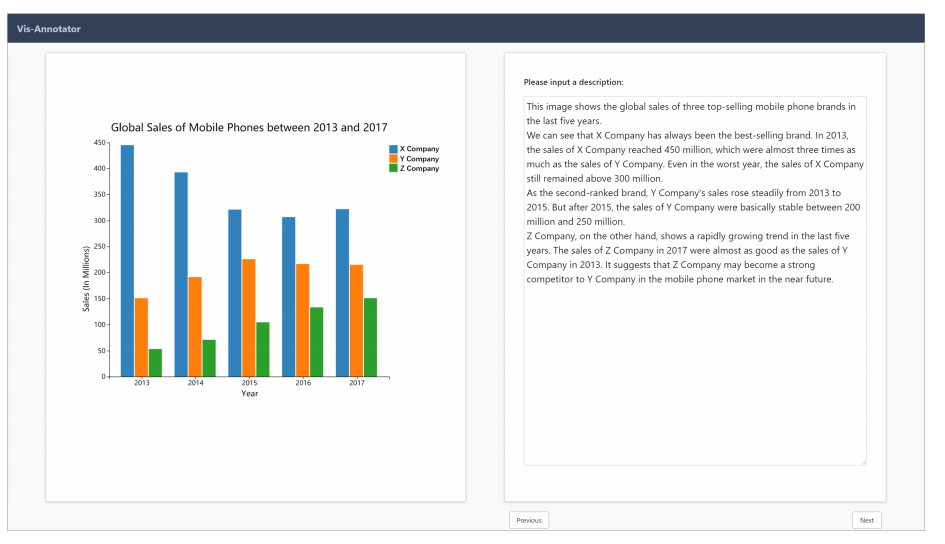 Vis-Annotator
Global Sales of Mobile Phones between 2013 and 2017
X Company
Y Company
Z Company
Sales (In Millions)
450
400
350
300
250
200
150
100
50
0
2013 2014 2015 2016 2017
Year
Please input a description:
This image shows the global sales of three top-selling mobile phone brands in
the last five years.
We can see that X Company has always been the best-selling brand. In 2013,
the sales of X Company reached 450 million, which were almost three times as
much as the sales of Y Company. Even in the worst year, the sales of X Company
still remained above 300 million.
As the second-ranked brand, Y Company's sales rose steadily from 2013 to
2015. But after 2015, the sales of Y Company were basically stable between 200
million and 250 million.
Z Company, on the other hand, shows a rapidly growing trend in the last five
years. The sales of Z Company in 2017 were almost as good as the sales of Y
Company in 2013. It suggests that Z Company may become a strong
competitor to Y Company in the mobile phone market in the near future.
Previous
Next